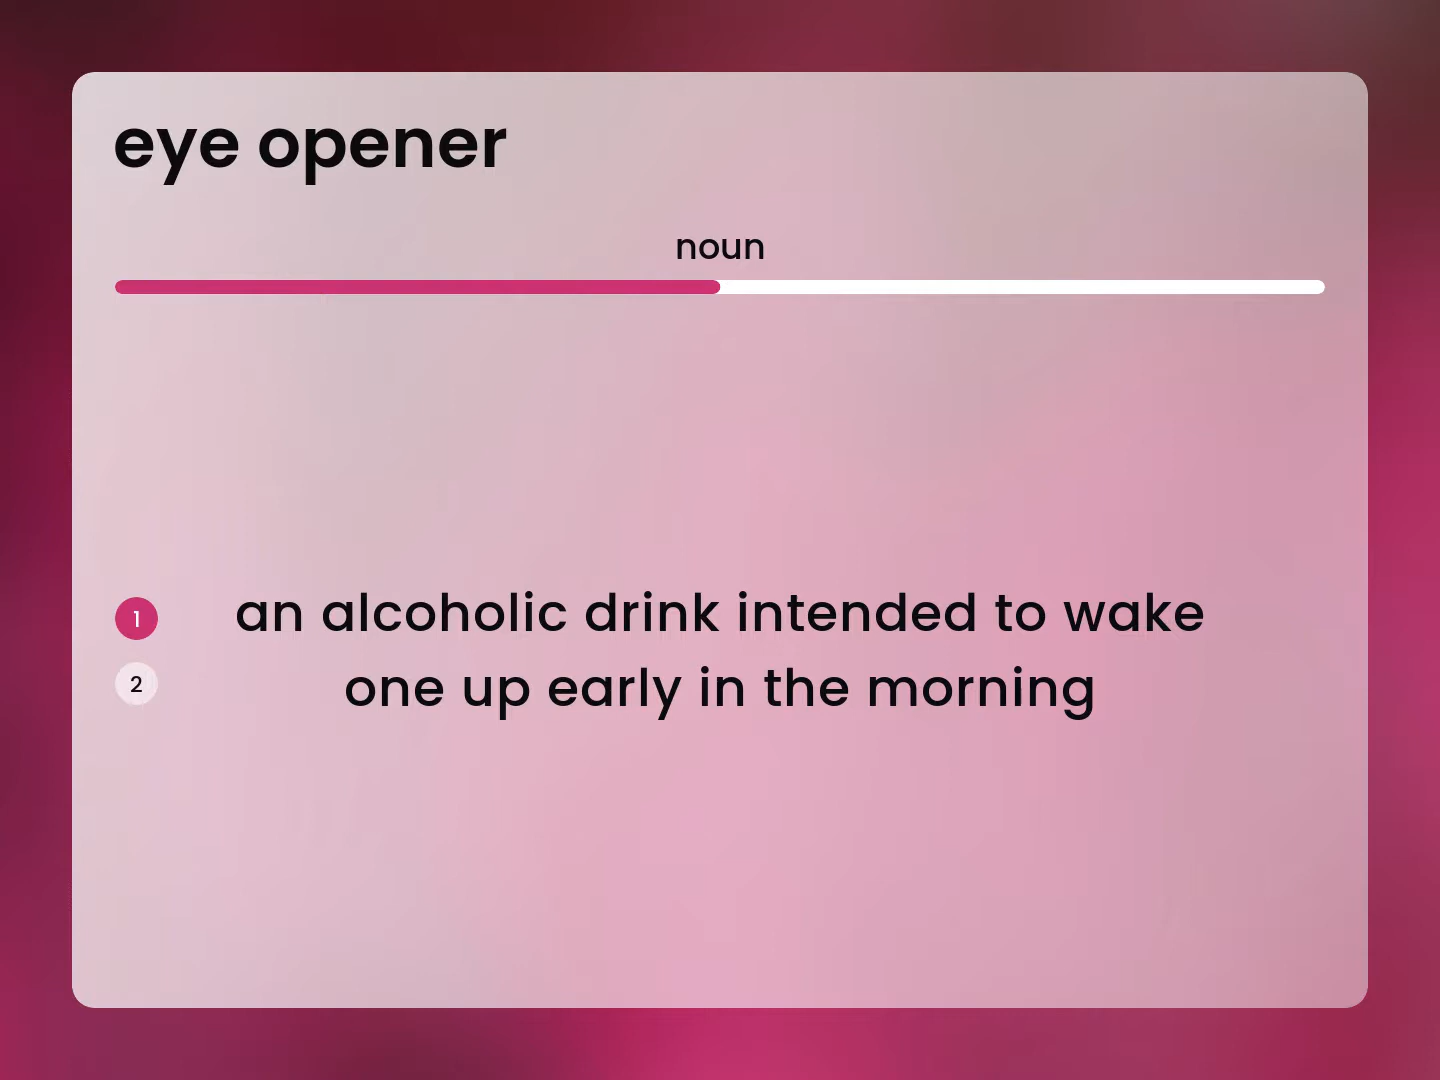 eye opener
noun
1
an alcoholic drink intended to wake
2
one up early in the morning